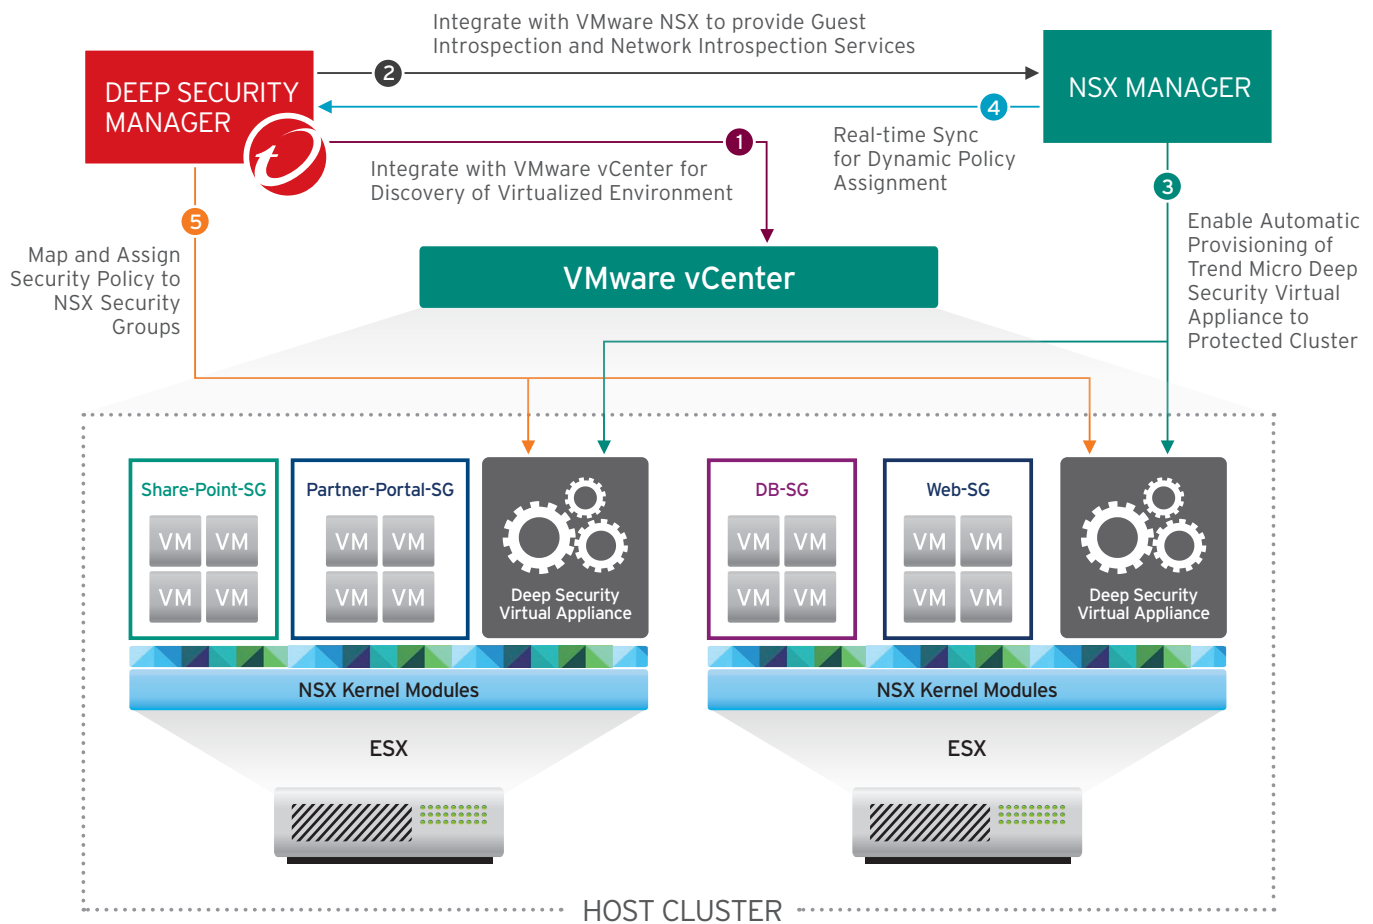 Integrate with VMware NSX to provide Guest
Introspection and Network Introspection Services
DEEP SECURITY
MANAGER
2
NSX MANAGER
4
1
Real-time Sync
for Dynamic Policy
Assignment
Integrate with VMware vCenter for
Discovery of Virtualized Environment
3
5
Enable Automatic
Provisioning of
Trend Micro Deep
Security Virtual
Appliance to
Protected Cluster
Map and Assign
Security Policy to
NSX Security
Groups
VMware vCenter
Share-Point-SG
VM VM
VM VM
Partner-Portal-SG
VM VM
VM VM
Deep Security
Virtual Appliance
DB-SG
VM VM
VM VM
Web-SG
VM VM
VM VM
Deep Security
Virtual Appliance
NSX Kernel Modules
NSX Kernel Modules
ESX
ESX
HOST CLUSTER